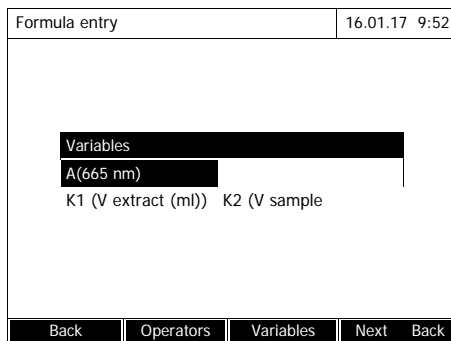 Formula entry 16.01.17 9:52
Variables
A(665 nm)
K1 (V extract (ml)) K2 (V sample
Back Operators Variables Next Back